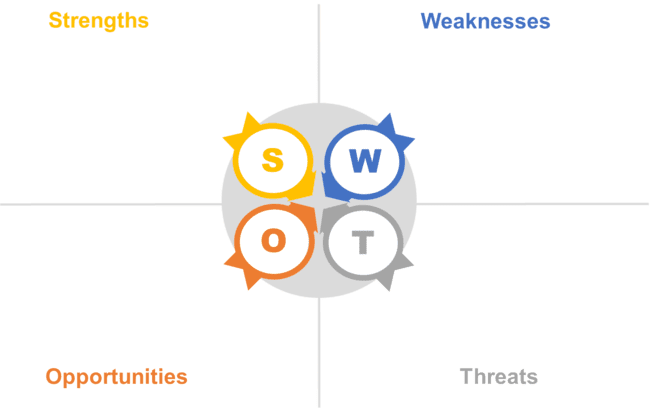 Strengths
Weaknesses
S
W
O
T
Opportunities
Threats